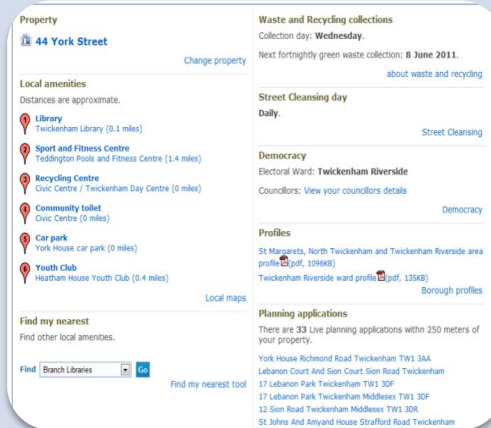 Property
44 York Street
Change property
Local amenities
Distances are approximate.
1 Library
Twickenham Library (0.1 miles)
2 Sport and Fitness Centre
Teddington Pools and Fitness Centre (1.4 miles)
3 Recycling Centre
Civic Centre / Twickenham Day Centre (0 miles)
4 Community toilet
Civic Centre (0 miles)
5 Car park
York House car park (0 miles)
6 Youth Club
Heatham House Youth Club (0.4 miles)
Local maps
Find my nearest
Find other local amenities.
Find Branch Libraries Go
Find my nearest tool
Waste and Recycling collections
Collection day: Wednesday.
Next fortnightly green waste collection: 8 June 2011.
about waste and recycling
Street Cleansing day
Daily.
Street Cleansing
Democracy
Electoral Ward: Twickenham Riverside
Councillors: View your councillors details
Democracy
Profiles
St Margarets, North Twickenham and Twickenham Riverside area
profile (pdf, 1096KB)
Twickenham Riverside ward profile (pdf, 135KB)
Borough profiles
Planning applications
There are 33 Live planning applications withn 250 meters of
your property.
York House Richmond Road Twickenham TW1 3AA
Lebanon Court And Sion Court Sion Road Twickenham
17 Lebanon Park Twickenham TW1 3DF
17 Lebanon Park Twickenham Middlesex TW1 3DF
12 Sion Road Twickenham Middlesex TW1 3DR
St Johns And Amyand House Strafford Road Twickenham